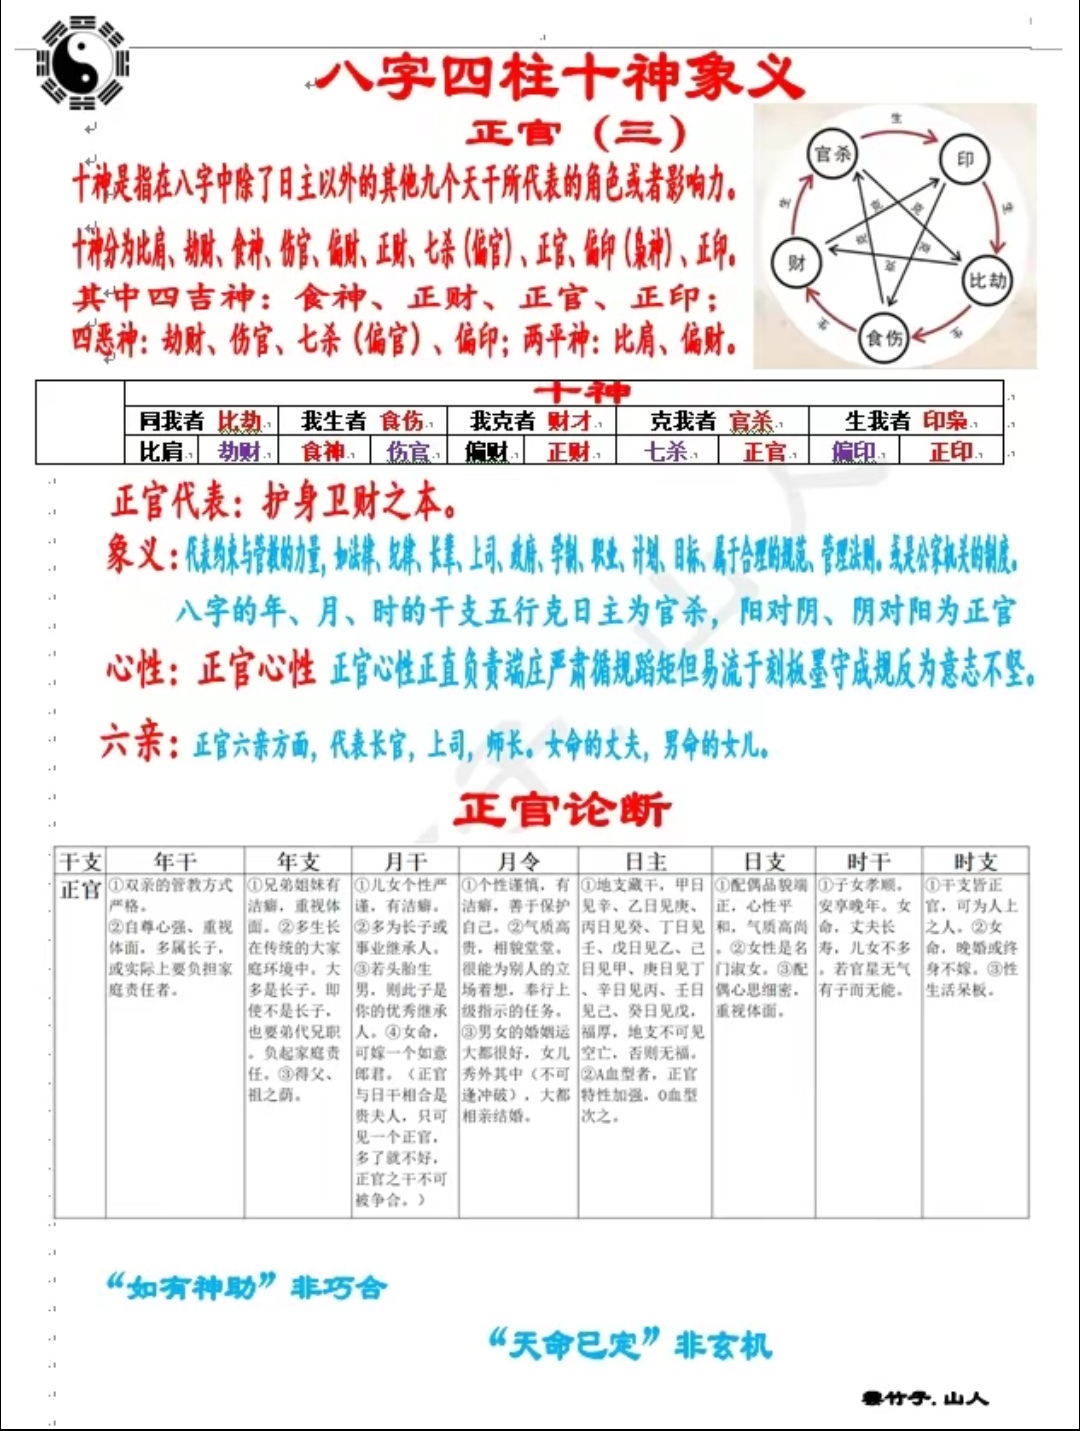 八字四柱十神象义
正官（三）
十神是指在八字中除了日主以外的其他九个天干所代表的角色或者影响力。
十神分为比肩、劫财、食神、伤官、偏财、正财、七杀（偏官）、正官、偏印（枭神）、正印。
其中四吉神：食神、正财、正官、正印；
四恶神：劫财、伤官、七杀（偏官）、偏印；两平神：比肩、偏财。
生
官杀 印
生 克 克 生
财 克 克 比劫
克
生 食伤 生
十神
同我者 比劫 我生者 食伤 我克者 财才 克我者 官杀 生我者 印枭
比肩 劫财 食神 伤官 偏财 正财 七杀 正官 偏印 正印
正官代表：护身卫财之本。
象义：代表约束与管教的力量，如法律、纪律、长辈、上司、政府、学制、职业、计划、目标、属于合理的规范、管理法则。或是公家机关的制度。
八字的年、月、时的干支五行克日主为官杀，阳对阴、阴对阳为正官
心性：正官心性 正官心性正直负责端庄严肃循规蹈矩但易流于刻板墨守成规反为意志不坚。
六亲：正官六亲方面，代表长官，上司，师长。女命的丈夫，男命的女儿。
正官论断
干支 年干 年支 月干 月令 日主 日支 时干 时支
正官
①双亲的管教方式
严格。
②自尊心强、重视
体面，多属长子，
或实际上要负担家
庭责任者。
①兄弟姐妹有
洁癖，重视体
面。②多生长
在传统的大家
庭环境中。大
多是长子。即
使不是长子，
也要弟代兄职
。负起家庭责
任。③得父、
祖之荫。
①儿女个性严
谨，有洁癖。
②多为长子或
事业继承人。
③若头胎生
男，则此子是
你的优秀继承
人。④女命，
可嫁一个如意
郎君。（正官
与日干相合是
贵夫人，只可
见一个正官，
多了就不好，
正官之干不可
被争合。）
①个性谨慎，有
洁癖，善于保护
自己。②气质高
贵，相貌堂堂。
很能为别人的立
场着想，奉行上
级指示的任务。
③男女的婚姻运
大都很好，女儿
秀外其中（不可
逢冲破），大都
相亲结婚。
①地支藏干，甲日
见辛、乙日见庚、
丙日见癸、丁日见
壬、戊日见乙、己
日见甲、庚日见丁
、辛日见丙、壬日
见己、癸日见戊，
福厚，地支不可见
空亡，否则无福。
②A血型者，正官
特性加强，O血型
次之。
①配偶品貌端
正，心性平
和，气质高尚
。②女性是名
门淑女。③配
偶心思细密，
重视体面。
①子女孝顺。
安享晚年。女
命，丈夫长
寿，儿女不多
。若官星无气
有子而无能。
①干支皆正
官，可为人上
之人。②女
命，晚婚或终
身不嫁。③性
生活呆板。
“如有神助”非巧合
“天命已定”非玄机
雲竹子.山人